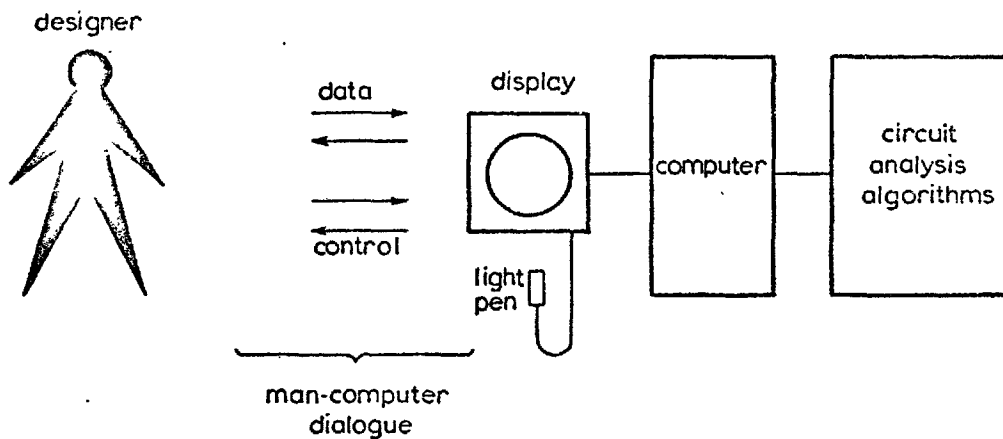 designer
data
control
display
light
pen
computer
circuit
analysis
algorithms
man-computer
dialogue